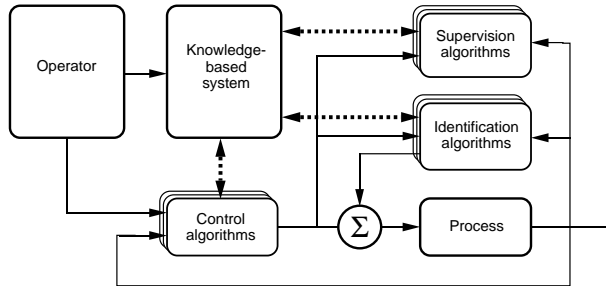 Operator
Knowledge-
based
system
Supervision
algorithms
Identification
algorithms
Control
algorithms
Σ
Process